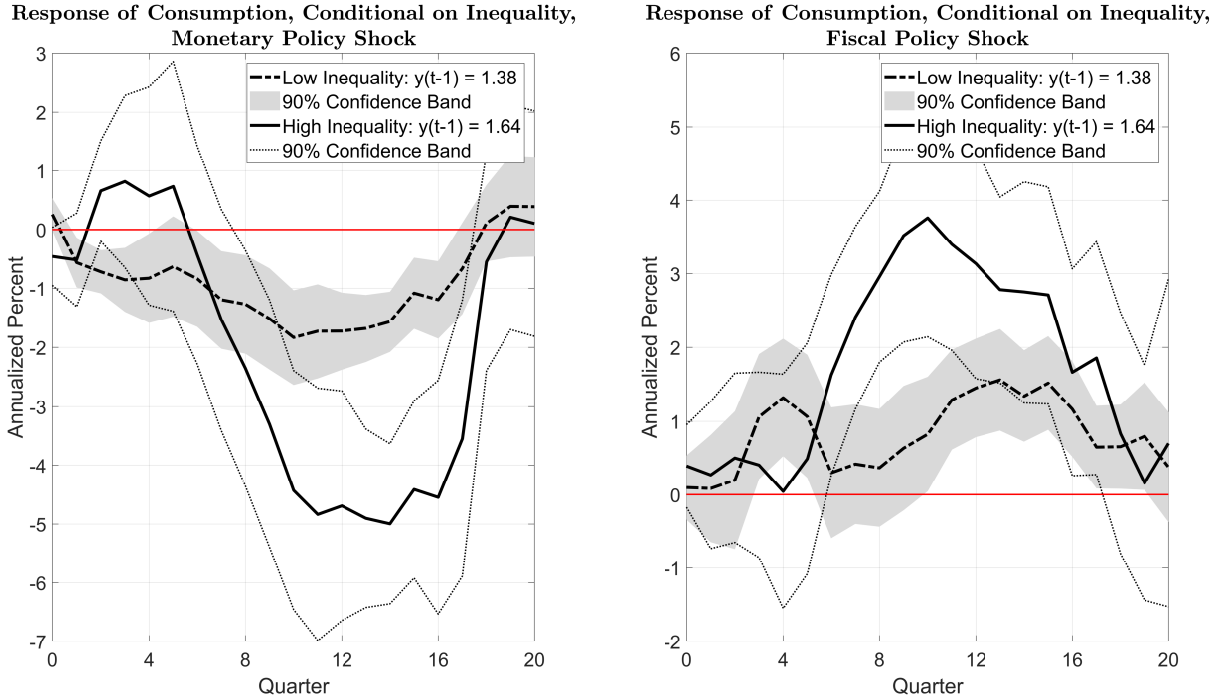 Response of Consumption, Conditional on Inequality,
Monetary Policy Shock
3
2
1
0
-1
-2
-3
-4
-5
-6
-7
Annualized Percent
Low Inequality: y(t-1) = 1.38
90% Confidence Band
High Inequality: y(t-1) = 1.64
90% Confidence Band
0 4 8 12 16 20
Quarter
Response of Consumption, Conditional on Inequality,
Fiscal Policy Shock
6
5
4
3
2
1
0
-1
-2
Annualized Percent
Low Inequality: y(t-1) = 1.38
90% Confidence Band
High Inequality: y(t-1) = 1.64
90% Confidence Band
0 4 8 12 16 20
Quarter